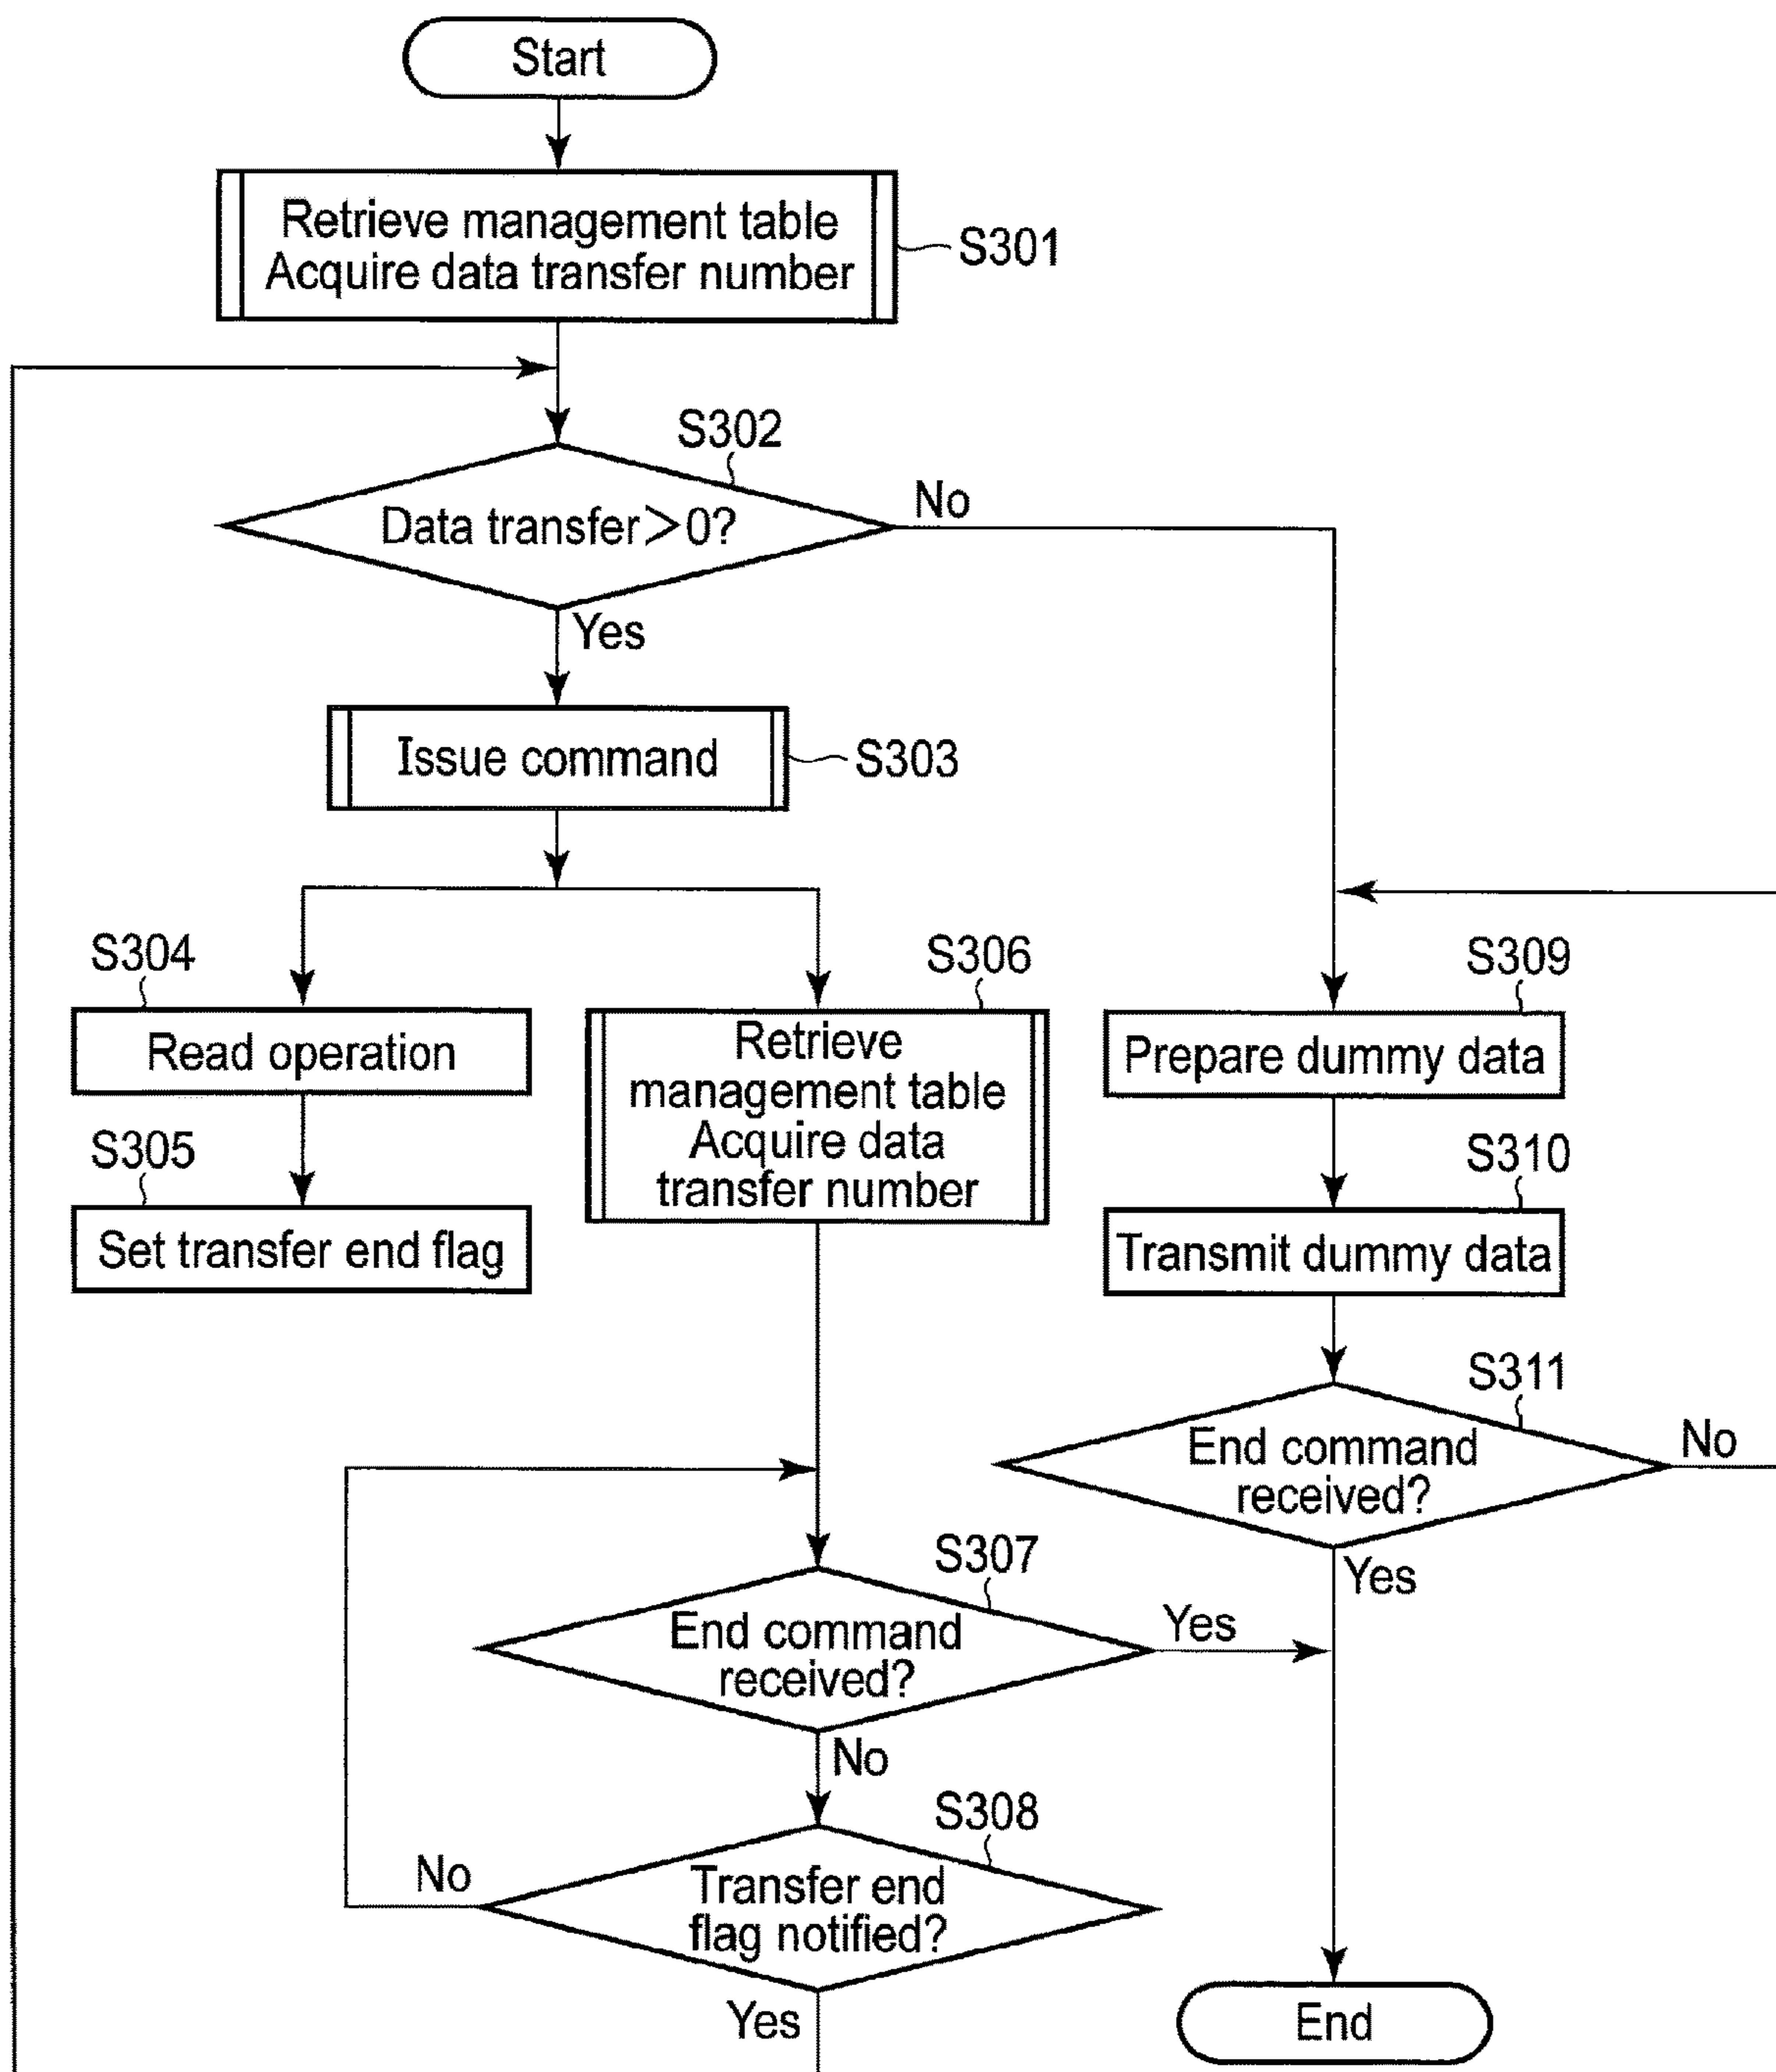 Start
Retrieve management table
Acquire data transfer number
S301
S302
Data transfer>0?
No
Yes
Issue command
S303
S304
Read operation
S305
Set transfer end flag
S306
Retrieve
management table
Acquire data
transfer number
S309
Prepare dummy data
S310
Transmit dummy data
S311
End command
received?
No
Yes
S307
End command
received?
Yes
No
S308
Transfer end
flag notified?
No
Yes
End